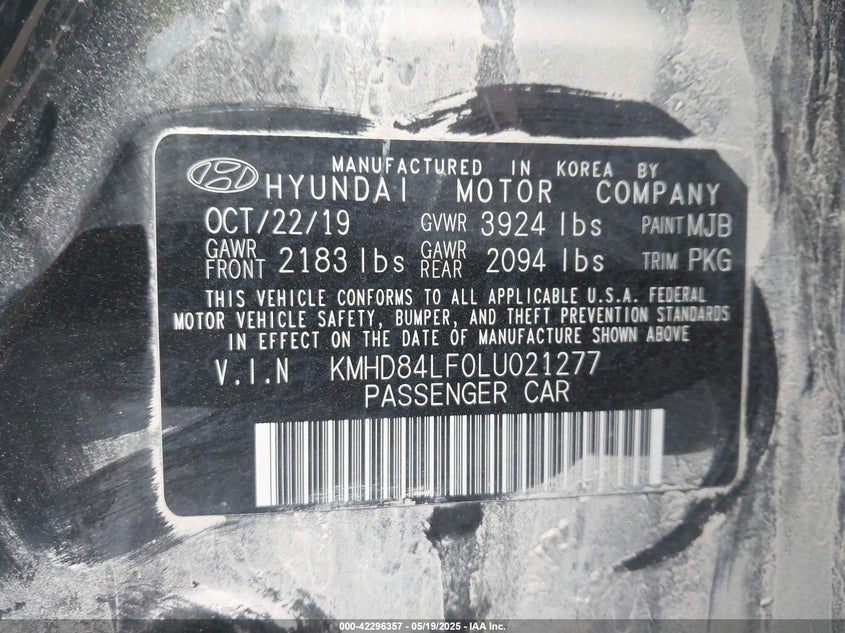 MANUFACTURED IN KOREA BY
HYUNDAI MOTOR COMPANY
OCT/22/19 GVWR 3924 lbs PAINT MJB
GAWR FRONT 2183 lbs GAWR REAR 2094 lbs TRIM PKG
THIS VEHICLE CONFORMS TO ALL APPLICABLE U.S.A. FEDERAL
MOTOR VEHICLE SAFETY, BUMPER, AND THEFT PREVENTION STANDARDS
IN EFFECT ON THE DATE OF MANUFACTURE SHOWN ABOVE
V.I.N KMHD84LF0LU021277
PASSENGER CAR
000-42296357 - 05/19/2025 - IAA Inc.